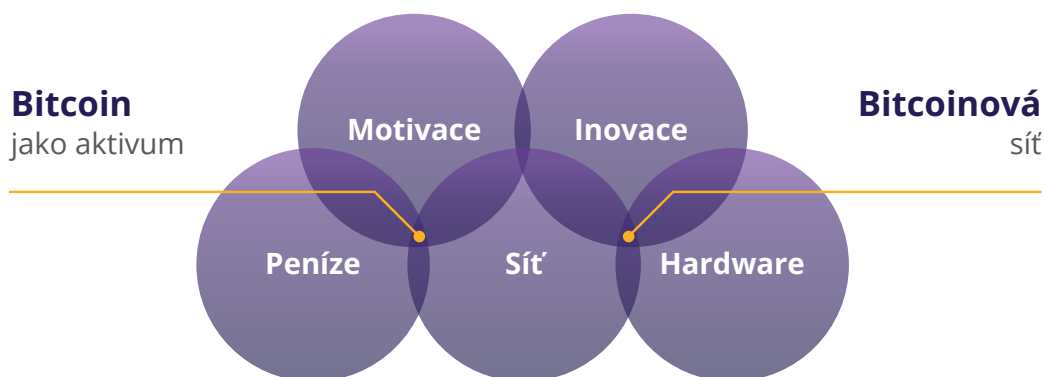 Bitcoin
jako aktivum
Motivace
Inovace
Bitcoinová
síť
Peníze
Síť
Hardware